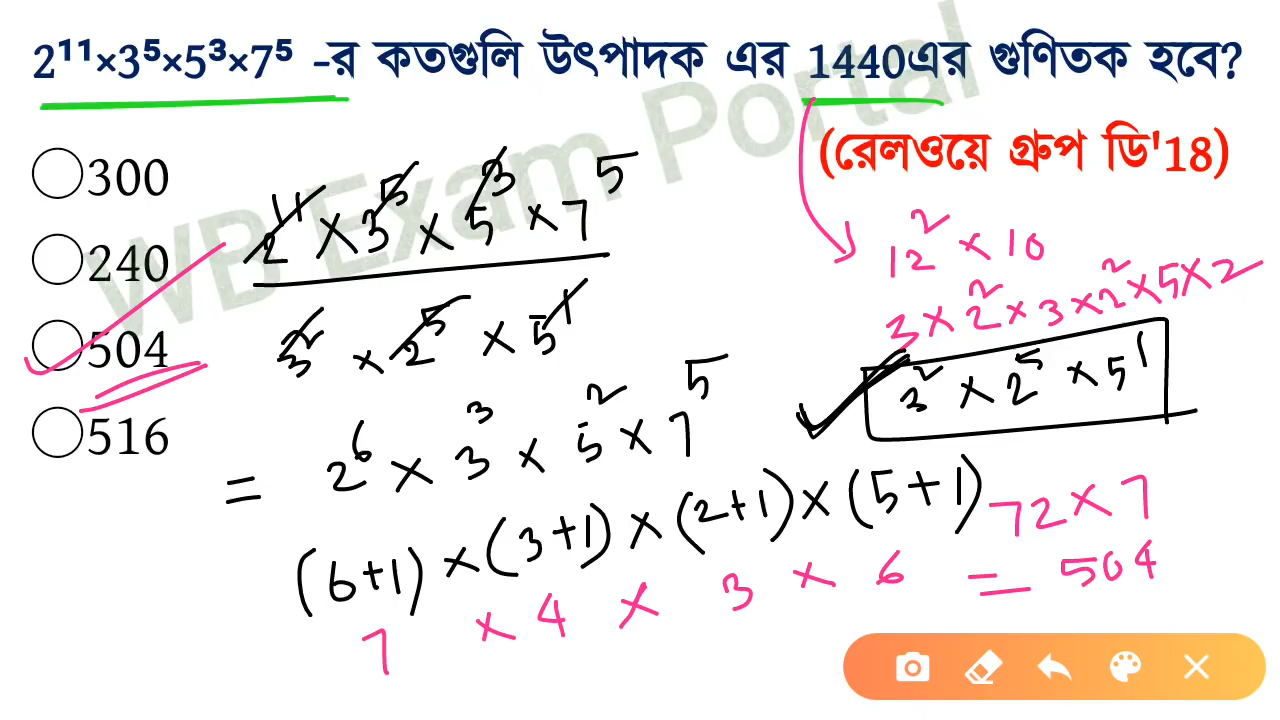 2¹¹×3⁵×5³×7⁵ -র কতগুলি উৎপাদক এর 1440এর গুণিতক হবে?
(রেলওয়ে গ্রুপ ডি'18)
300
240
504
516
2¹¹ × 3⁵ × 5³ × 7⁵
3² × 2⁵ × 5¹
= 2⁶ × 3³ × 5² × 7⁵
(6+1) × (3+1) × (2+1) × (5+1)
7 × 4 × 3 × 6 = 504
12² × 10
3 × 2² × 3 × 2² × 5 × 2
3² × 2⁵ × 5¹
72 × 7
WB Exam Portal